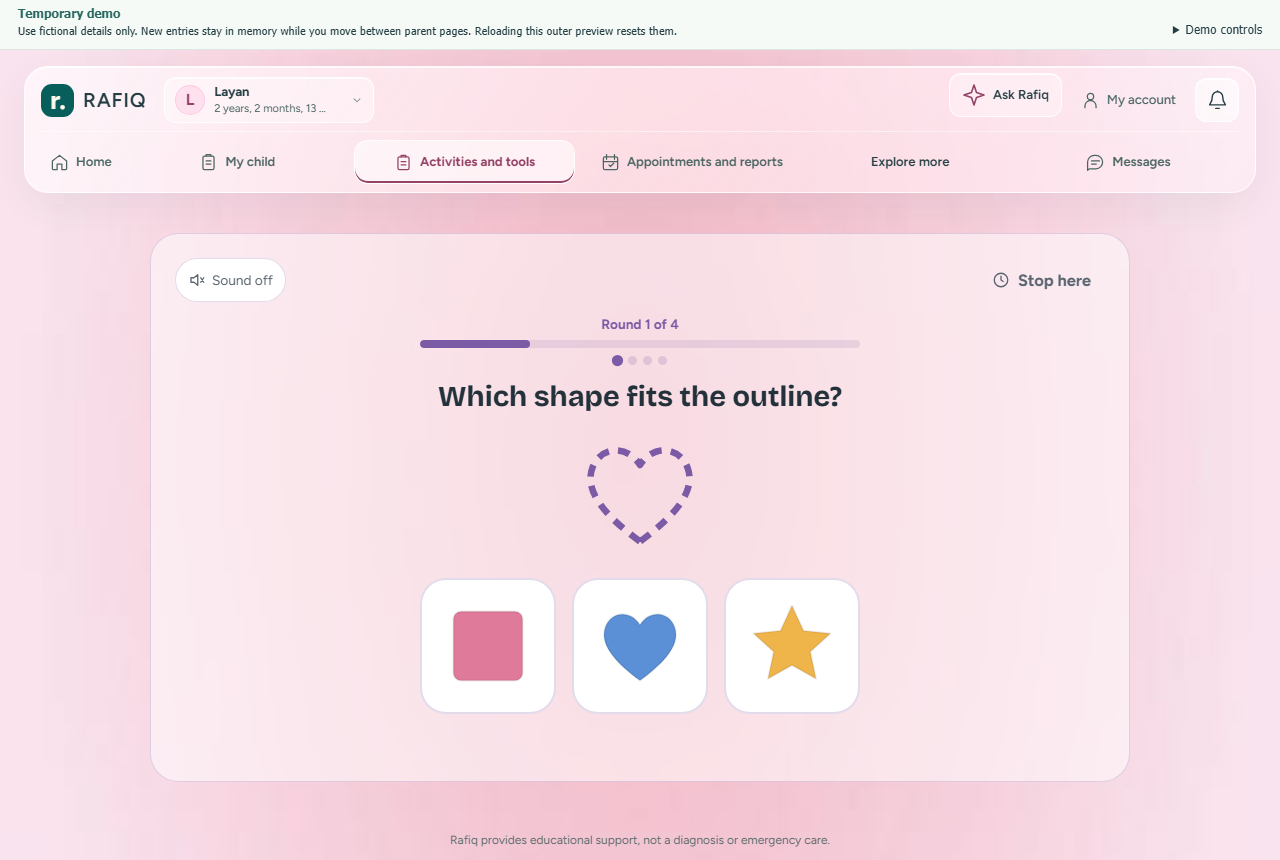 Temporary demo
Use fictional details only. New entries stay in memory while you move between parent pages. Reloading this outer preview resets them.
Demo controls
r. RAFIQ
L
Layan
2 years, 2 months, 13 ...
Ask Rafiq
My account
Home
My child
Activities and tools
Appointments and reports
Explore more
Messages
Sound off
Stop here
Round 1 of 4
Which shape fits the outline?
Rafiq provides educational support, not a diagnosis or emergency care.